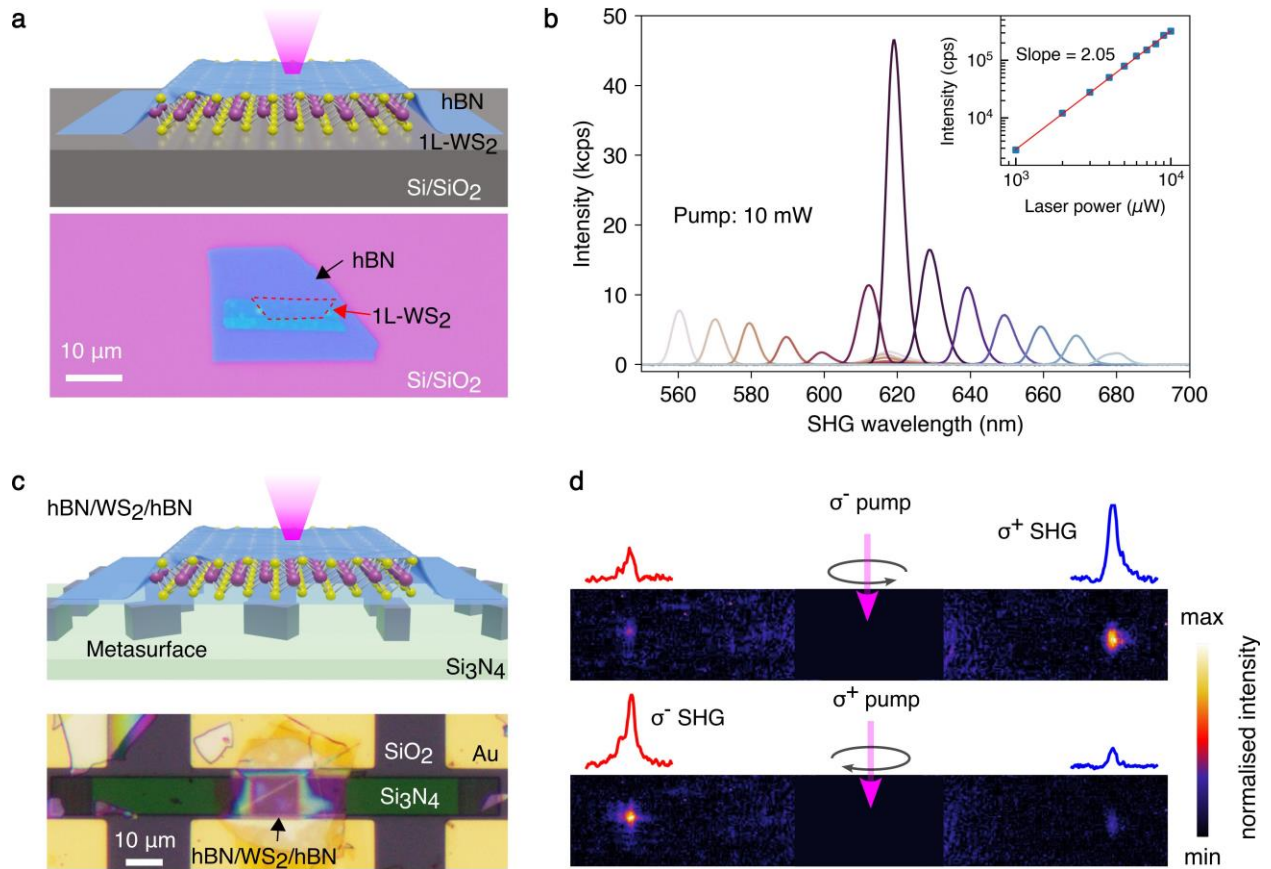 a
hBN
1L-WS2
Si/SiO2
hBN
1L-WS2
10 μm
Si/SiO2
b
Intensity (kcps)
50
40
30
20
10
0
560 580 600 620 640 660 680 700
SHG wavelength (nm)
Pump: 10 mW
Intensity (cps)
10^5
10^4
Slope = 2.05
10^3 10^4
Laser power (μW)
c
hBN/WS2/hBN
Metasurface
Si3N4
SiO2
Au
Si3N4
10 μm
hBN/WS2/hBN
d
σ- pump
σ+ SHG
σ- SHG
σ+ pump
max
normalised intensity
min